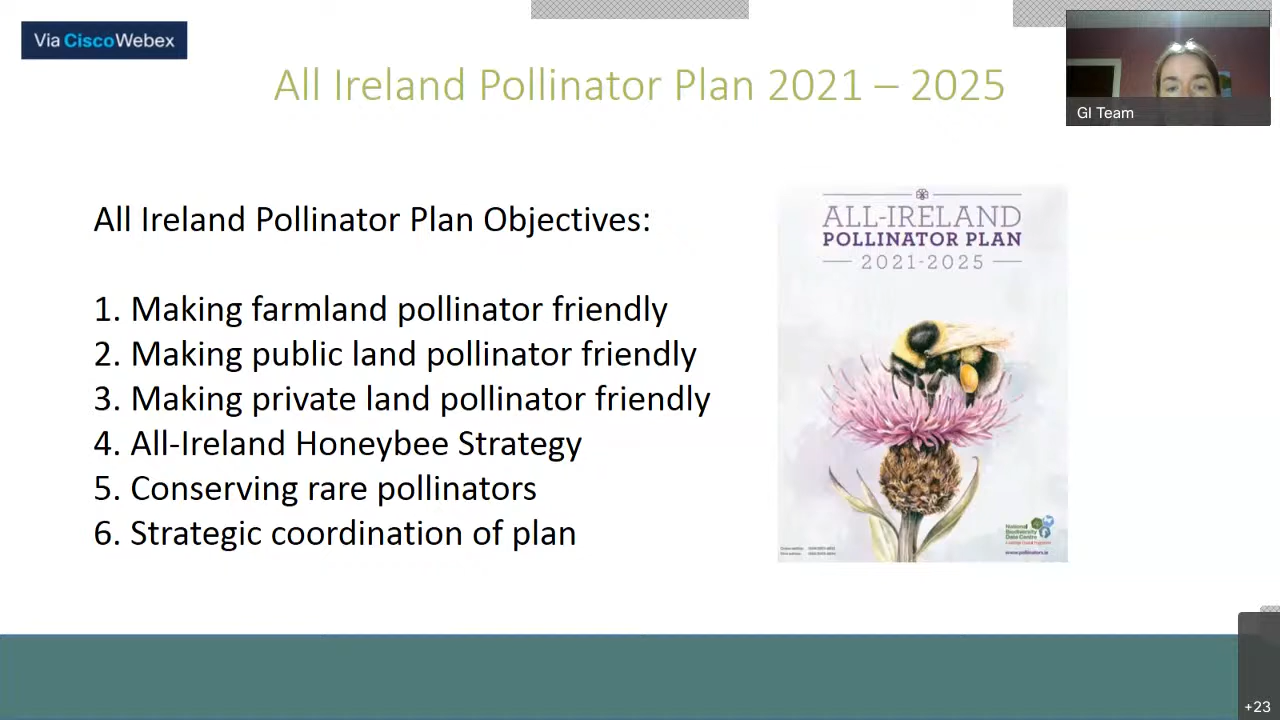 Via CiscoWebex
All Ireland Pollinator Plan 2021 – 2025
GI Team
All Ireland Pollinator Plan Objectives:
1. Making farmland pollinator friendly
2. Making public land pollinator friendly
3. Making private land pollinator friendly
4. All-Ireland Honeybee Strategy
5. Conserving rare pollinators
6. Strategic coordination of plan
ALL-IRELAND
POLLINATOR PLAN
2021-2025
National
Biodiversity
Data Centre
www.pollinators.ie
+23